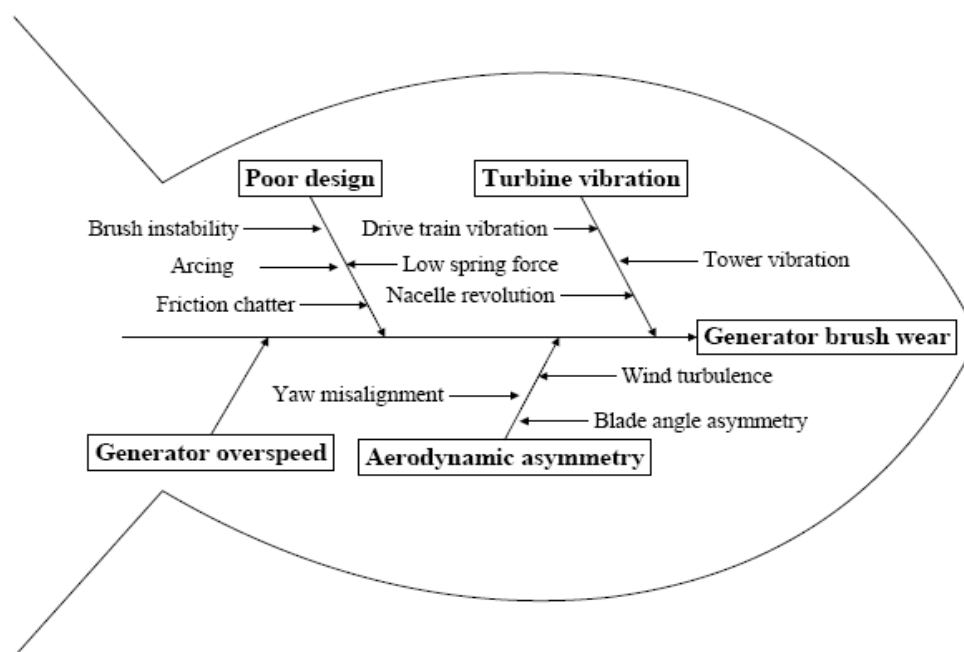 Poor design
Turbine vibration
Brush instability
Drive train vibration
Arcing
Low spring force
Tower vibration
Friction chatter
Nacelle revolution
Generator brush wear
Wind turbulence
Yaw misalignment
Blade angle asymmetry
Generator overspeed
Aerodynamic asymmetry